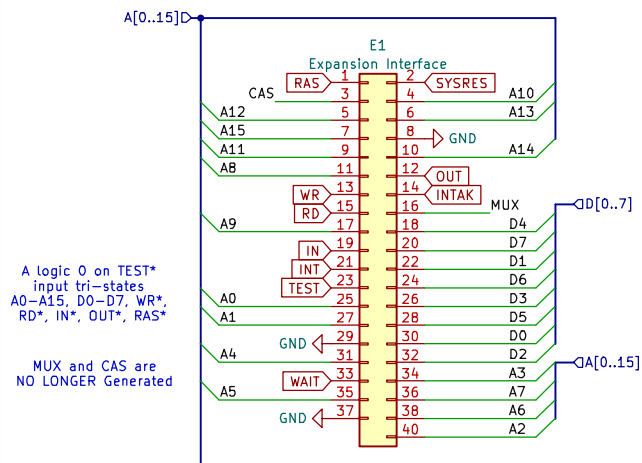 A[0..15]
E1
Expansion Interface
RAS 1 2 SYSRES
CAS 3 4 A10
A12 5 6 A13
A15 7 8 GND
A11 9 10 A14
A8 11 12 OUT
WR 13 14 INTAK
RD 15 16 MUX
D[0..7]
A9 17 18 D4
IN 19 20 D7
INT 21 22 D1
TEST 23 24 D6
A0 25 26 D3
A1 27 28 D5
GND 29 30 D0
A4 31 32 D2
A[0..15]
WAIT 33 34 A3
A5 35 36 A7
GND 37 38 A6
40 A2
A logic 0 on TEST*
input tri-states
A0-A15, D0-D7, WR*,
RD*, IN*, OUT*, RAS*
MUX and CAS are
NO LONGER Generated